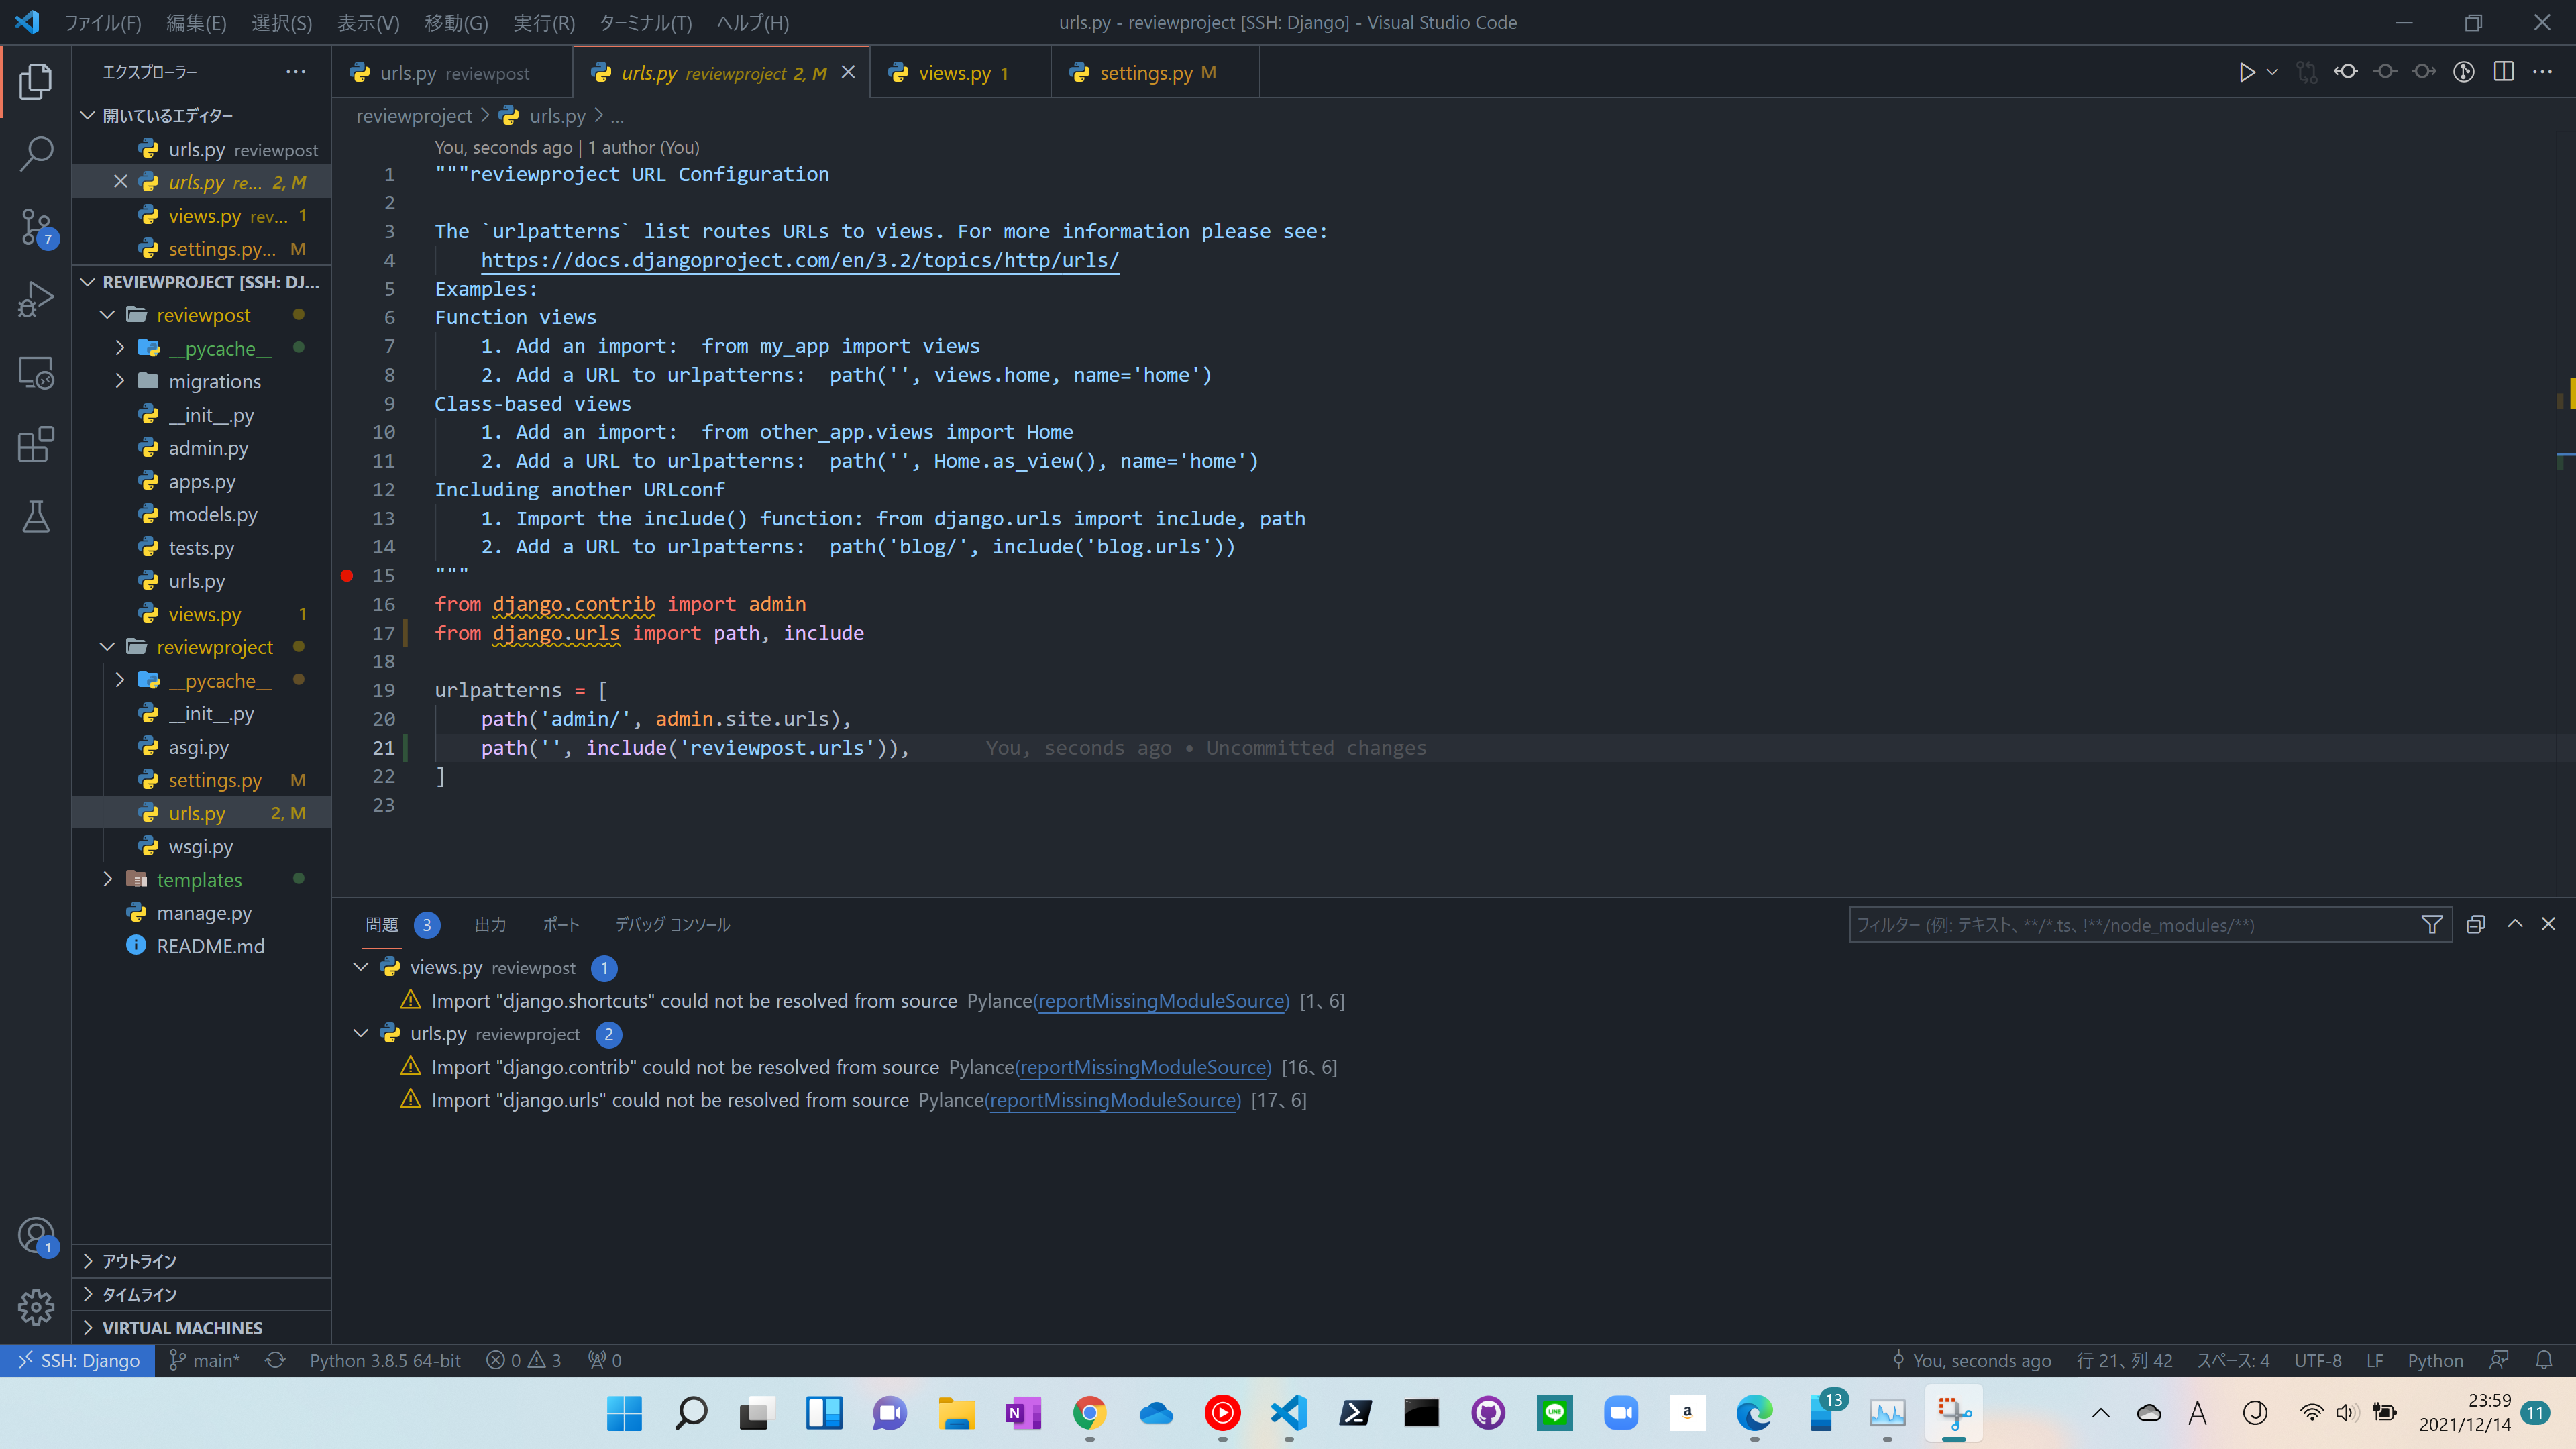 ファイル(F) 編集(E) 選択(S) 表示(V) 移動(G) 実行(R) ターミナル(T) ヘルプ(H)
urls.py - reviewproject [SSH: Django] - Visual Studio Code
エクスプローラー
開いているエディター
urls.py reviewpost
urls.py re... 2, M
views.py rev... 1
settings.py... M
REVIEWPROJECT [SSH: DJ...
reviewpost
__pycache__
migrations
__init__.py
admin.py
apps.py
models.py
tests.py
urls.py
views.py 1
reviewproject
__pycache__
__init__.py
asgi.py
settings.py M
urls.py 2, M
wsgi.py
templates
manage.py
README.md
アウトライン
タイムライン
VIRTUAL MACHINES
7
1
urls.py reviewpost
urls.py reviewproject 2, M
views.py 1
settings.py M
reviewproject > urls.py > ...
You, seconds ago | 1 author (You)
1 """reviewproject URL Configuration
2
3 The `urlpatterns` list routes URLs to views. For more information please see:
4 https://docs.djangoproject.com/en/3.2/topics/http/urls/
5 Examples:
6 Function views
7 1. Add an import:  from my_app import views
8 2. Add a URL to urlpatterns:  path('', views.home, name='home')
9 Class-based views
10 1. Add an import:  from other_app.views import Home
11 2. Add a URL to urlpatterns:  path('', Home.as_view(), name='home')
12 Including another URLconf
13 1. Import the include() function: from django.urls import include, path
14 2. Add a URL to urlpatterns:  path('blog/', include('blog.urls'))
15 """
16 from django.contrib import admin
17 from django.urls import path, include
18
19 urlpatterns = [
20 path('admin/', admin.site.urls),
21 path('', include('reviewpost.urls')), You, seconds ago • Uncommitted changes
22 ]
23
問題 3 出力 ポート デバッグ コンソール
フィルター (例: テキスト、**/*.ts、!**/node_modules/**)
views.py reviewpost 1
Import "django.shortcuts" could not be resolved from source Pylance(reportMissingModuleSource) [1、6]
urls.py reviewproject 2
Import "django.contrib" could not be resolved from source Pylance(reportMissingModuleSource) [16、6]
Import "django.urls" could not be resolved from source Pylance(reportMissingModuleSource) [17、6]
SSH: Django main* Python 3.8.5 64-bit 0 3 0
You, seconds ago 行 21、列 42 スペース: 4 UTF-8 LF Python
N
LINE
a
13
A
J
23:59
2021/12/14
11